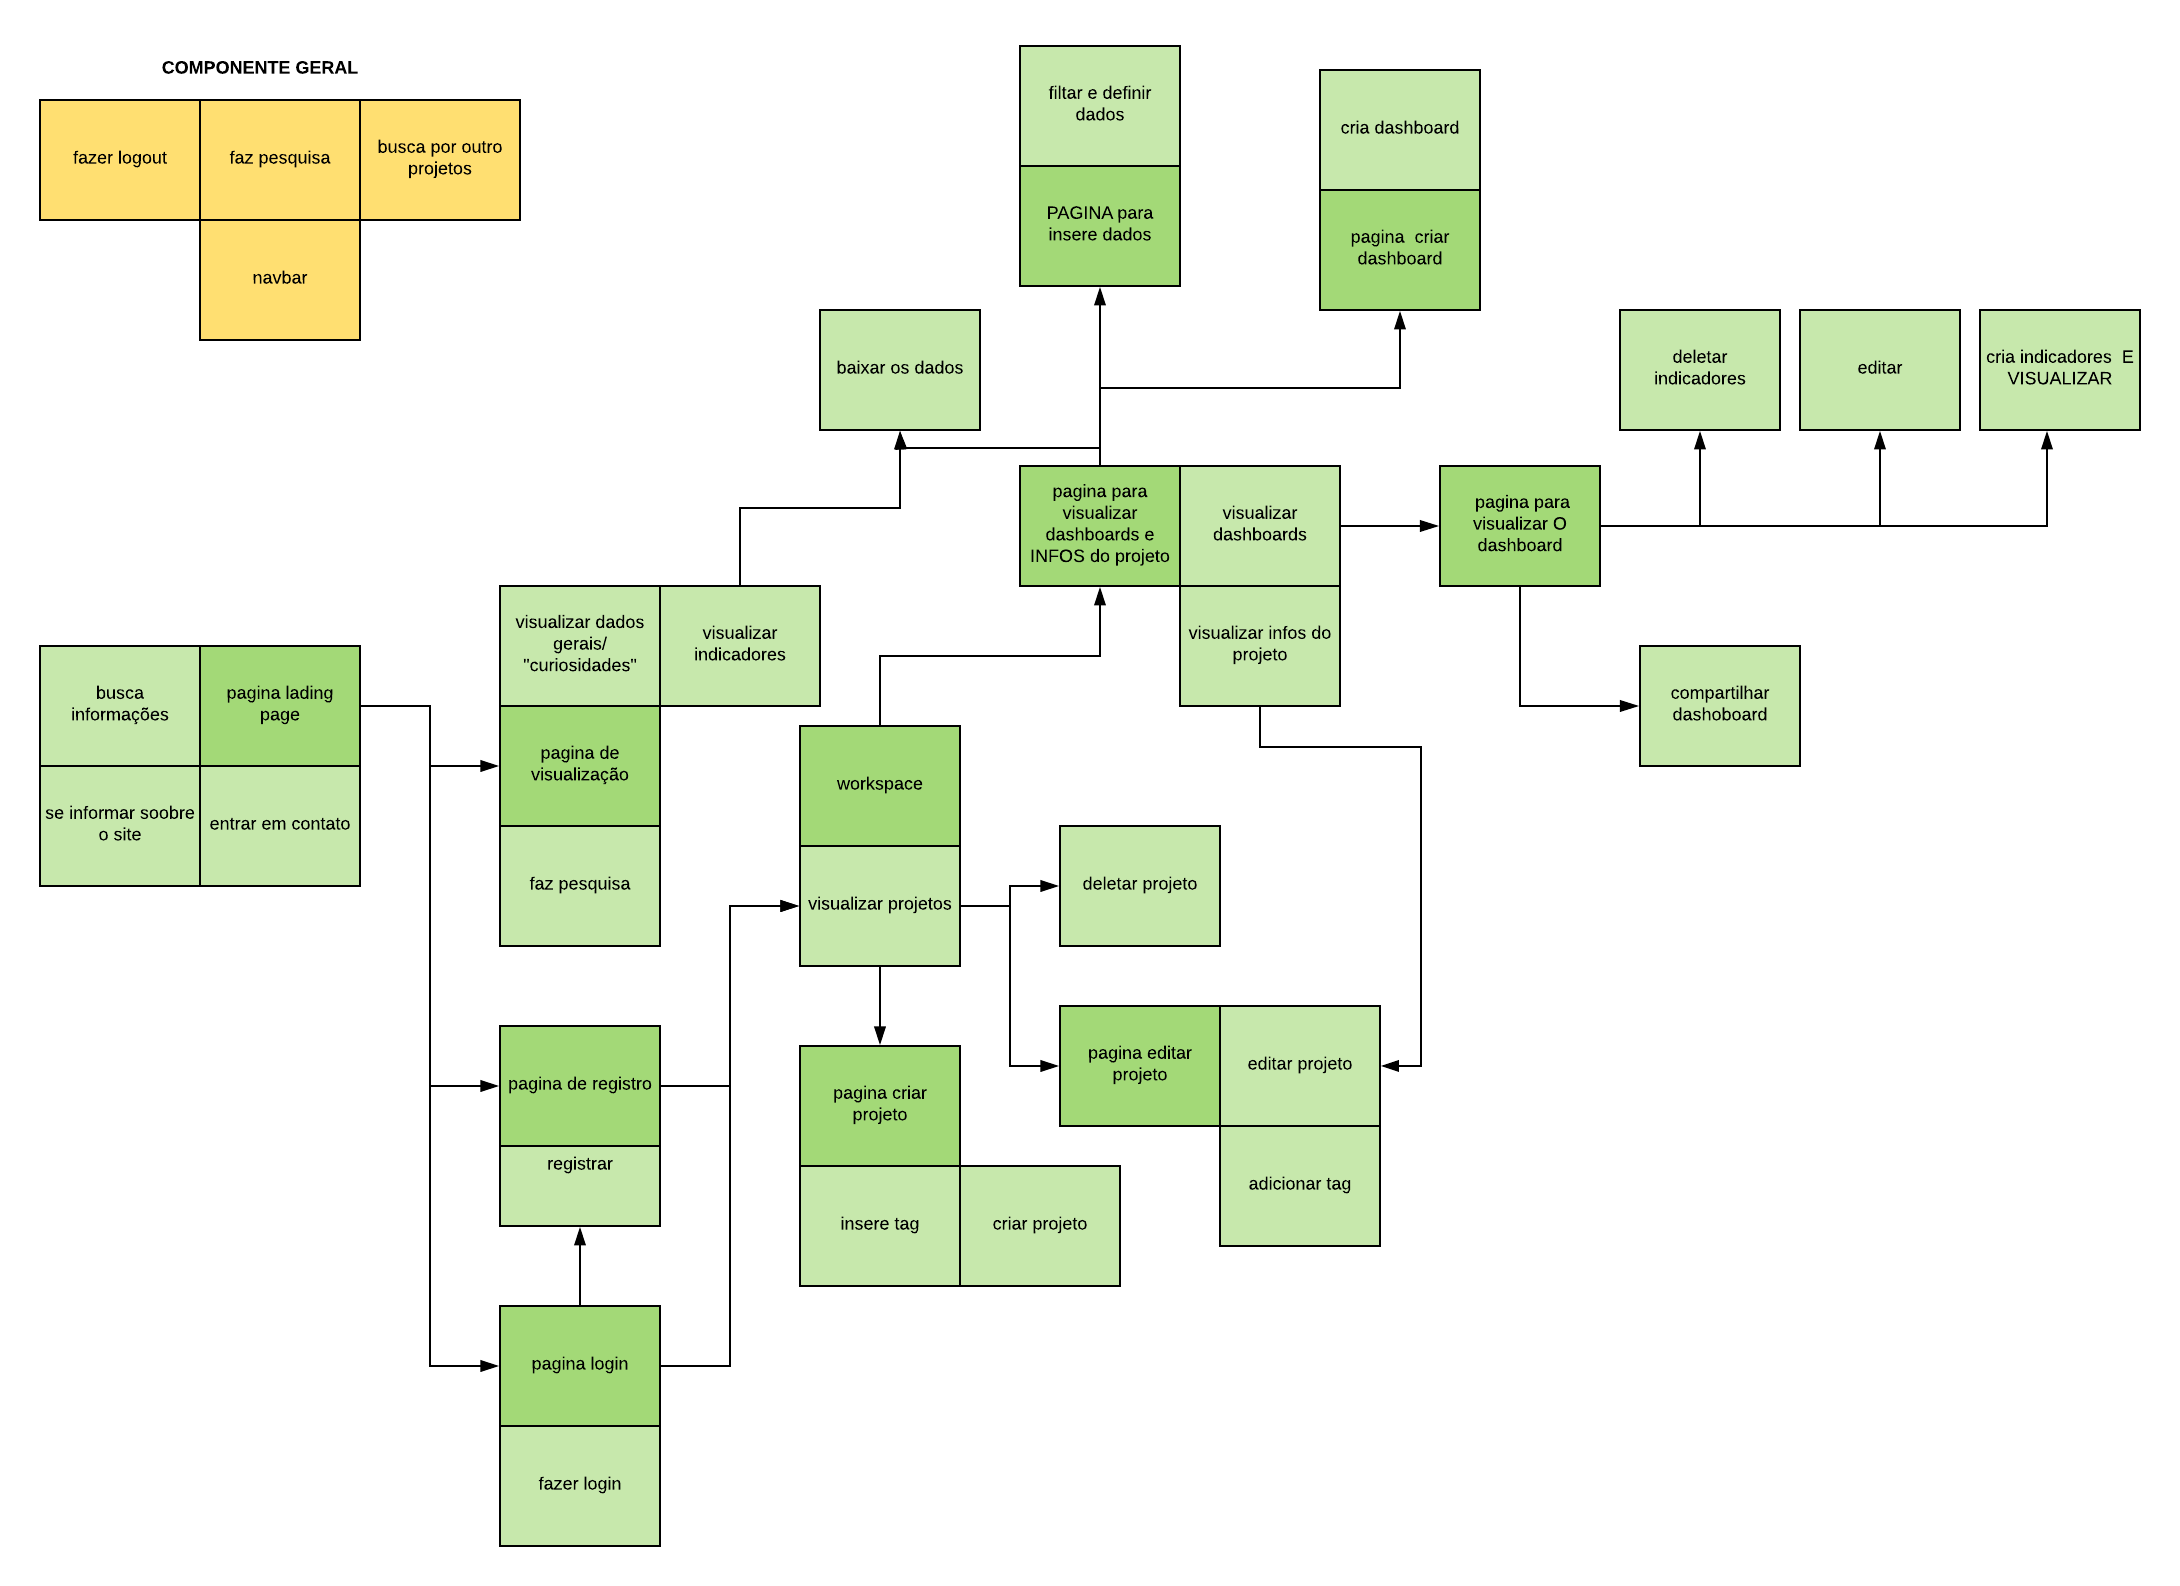 COMPONENTE GERAL
fazer logout
faz pesquisa
busca por outro
projetos
navbar
filtar e definir
dados
PAGINA para
insere dados
cria dashboard
pagina  criar
dashboard
baixar os dados
deletar
indicadores
editar
cria indicadores  E
VISUALIZAR
pagina para
visualizar
dashboards e
INFOS do projeto
visualizar
dashboards
visualizar infos do
projeto
pagina para
visualizar O
dashboard
compartilhar
dashoboard
visualizar dados
gerais/
"curiosidades"
visualizar
indicadores
pagina de
visualização
faz pesquisa
busca
informações
pagina lading
page
se informar soobre
o site
entrar em contato
workspace
visualizar projetos
deletar projeto
pagina editar
projeto
editar projeto
adicionar tag
pagina de registro
registrar
pagina criar
projeto
insere tag
criar projeto
pagina login
fazer login